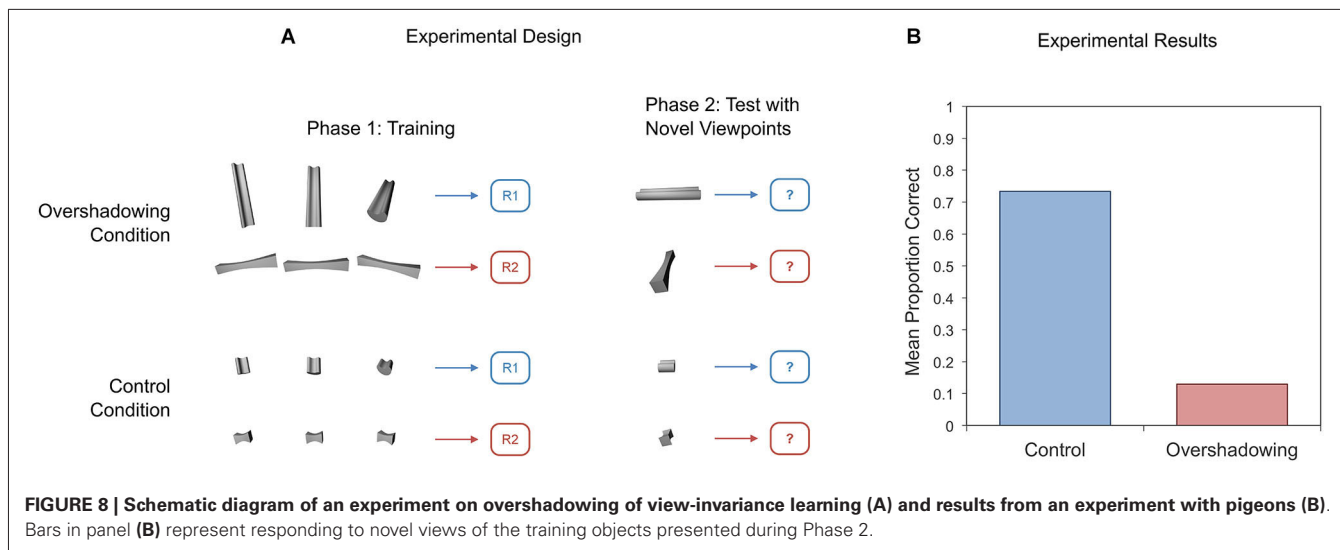 A Experimental Design
Phase 1: Training
Phase 2: Test with
Novel Viewpoints
Overshadowing
Condition
R1
?
R2
?
Control
Condition
R1
?
R2
?
B Experimental Results
Mean Proportion Correct
1
0.9
0.8
0.7
0.6
0.5
0.4
0.3
0.2
0.1
0
Control Overshadowing
FIGURE 8 | Schematic diagram of an experiment on overshadowing of view-invariance learning (A) and results from an experiment with pigeons (B).
Bars in panel (B) represent responding to novel views of the training objects presented during Phase 2.